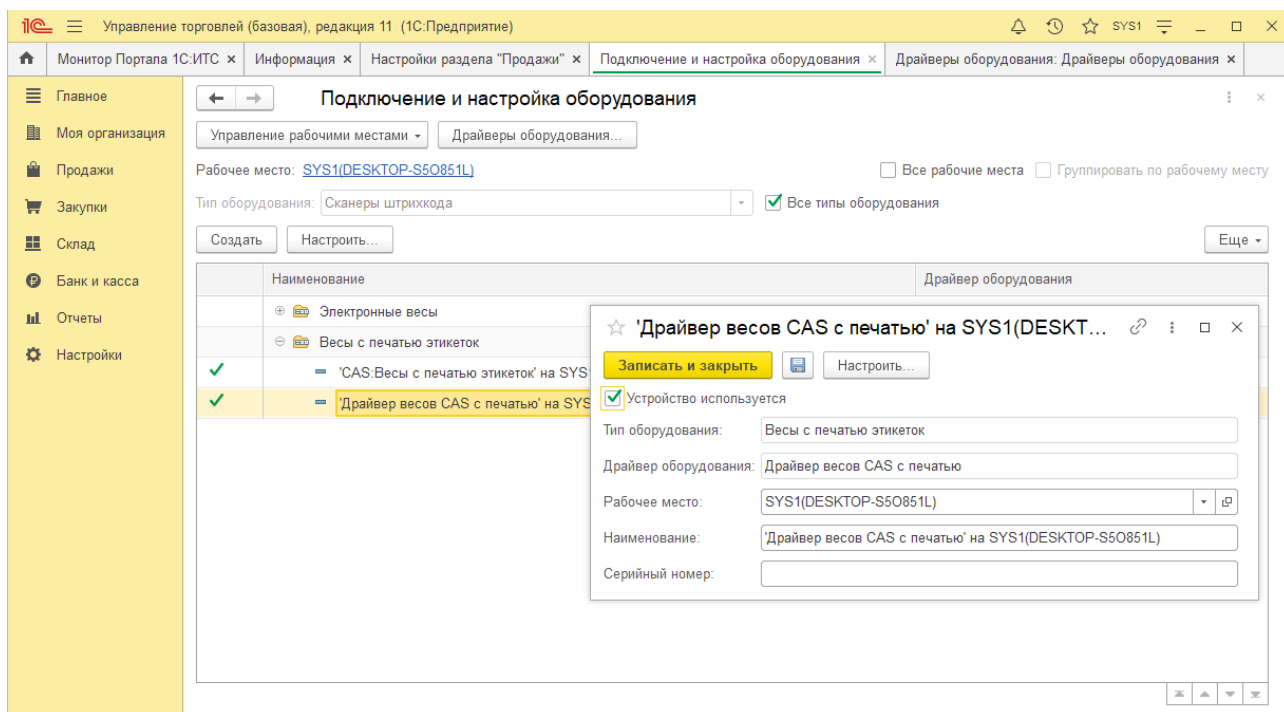 Управление торговлей (базовая), редакция 11 (1С:Предприятие) SYS1
Монитор Портала 1С:ИТС × Информация × Настройки раздела "Продажи" × Подключение и настройка оборудования × Драйверы оборудования: Драйверы оборудования ×
Главное
Моя организация
Продажи
Закупки
Склад
Банк и касса
Отчеты
Настройки
Подключение и настройка оборудования
Управление рабочими местами Драйверы оборудования...
Рабочее место: SYS1(DESKTOP-S5O851L) Все рабочие места Группировать по рабочему месту
Тип оборудования: Сканеры штрихкода Все типы оборудования
Создать Настроить... Еще
Наименование Драйвер оборудования
Электронные весы
Весы с печатью этикеток
'CAS:Весы с печатью этикеток' на SYS
'Драйвер весов CAS с печатью' на SYS
'Драйвер весов CAS с печатью' на SYS1(DESKT...
Записать и закрыть Настроить...
Устройство используется
Тип оборудования: Весы с печатью этикеток
Драйвер оборудования: Драйвер весов CAS с печатью
Рабочее место: SYS1(DESKTOP-S5O851L)
Наименование: 'Драйвер весов CAS с печатью' на SYS1(DESKTOP-S5O851L)
Серийный номер: